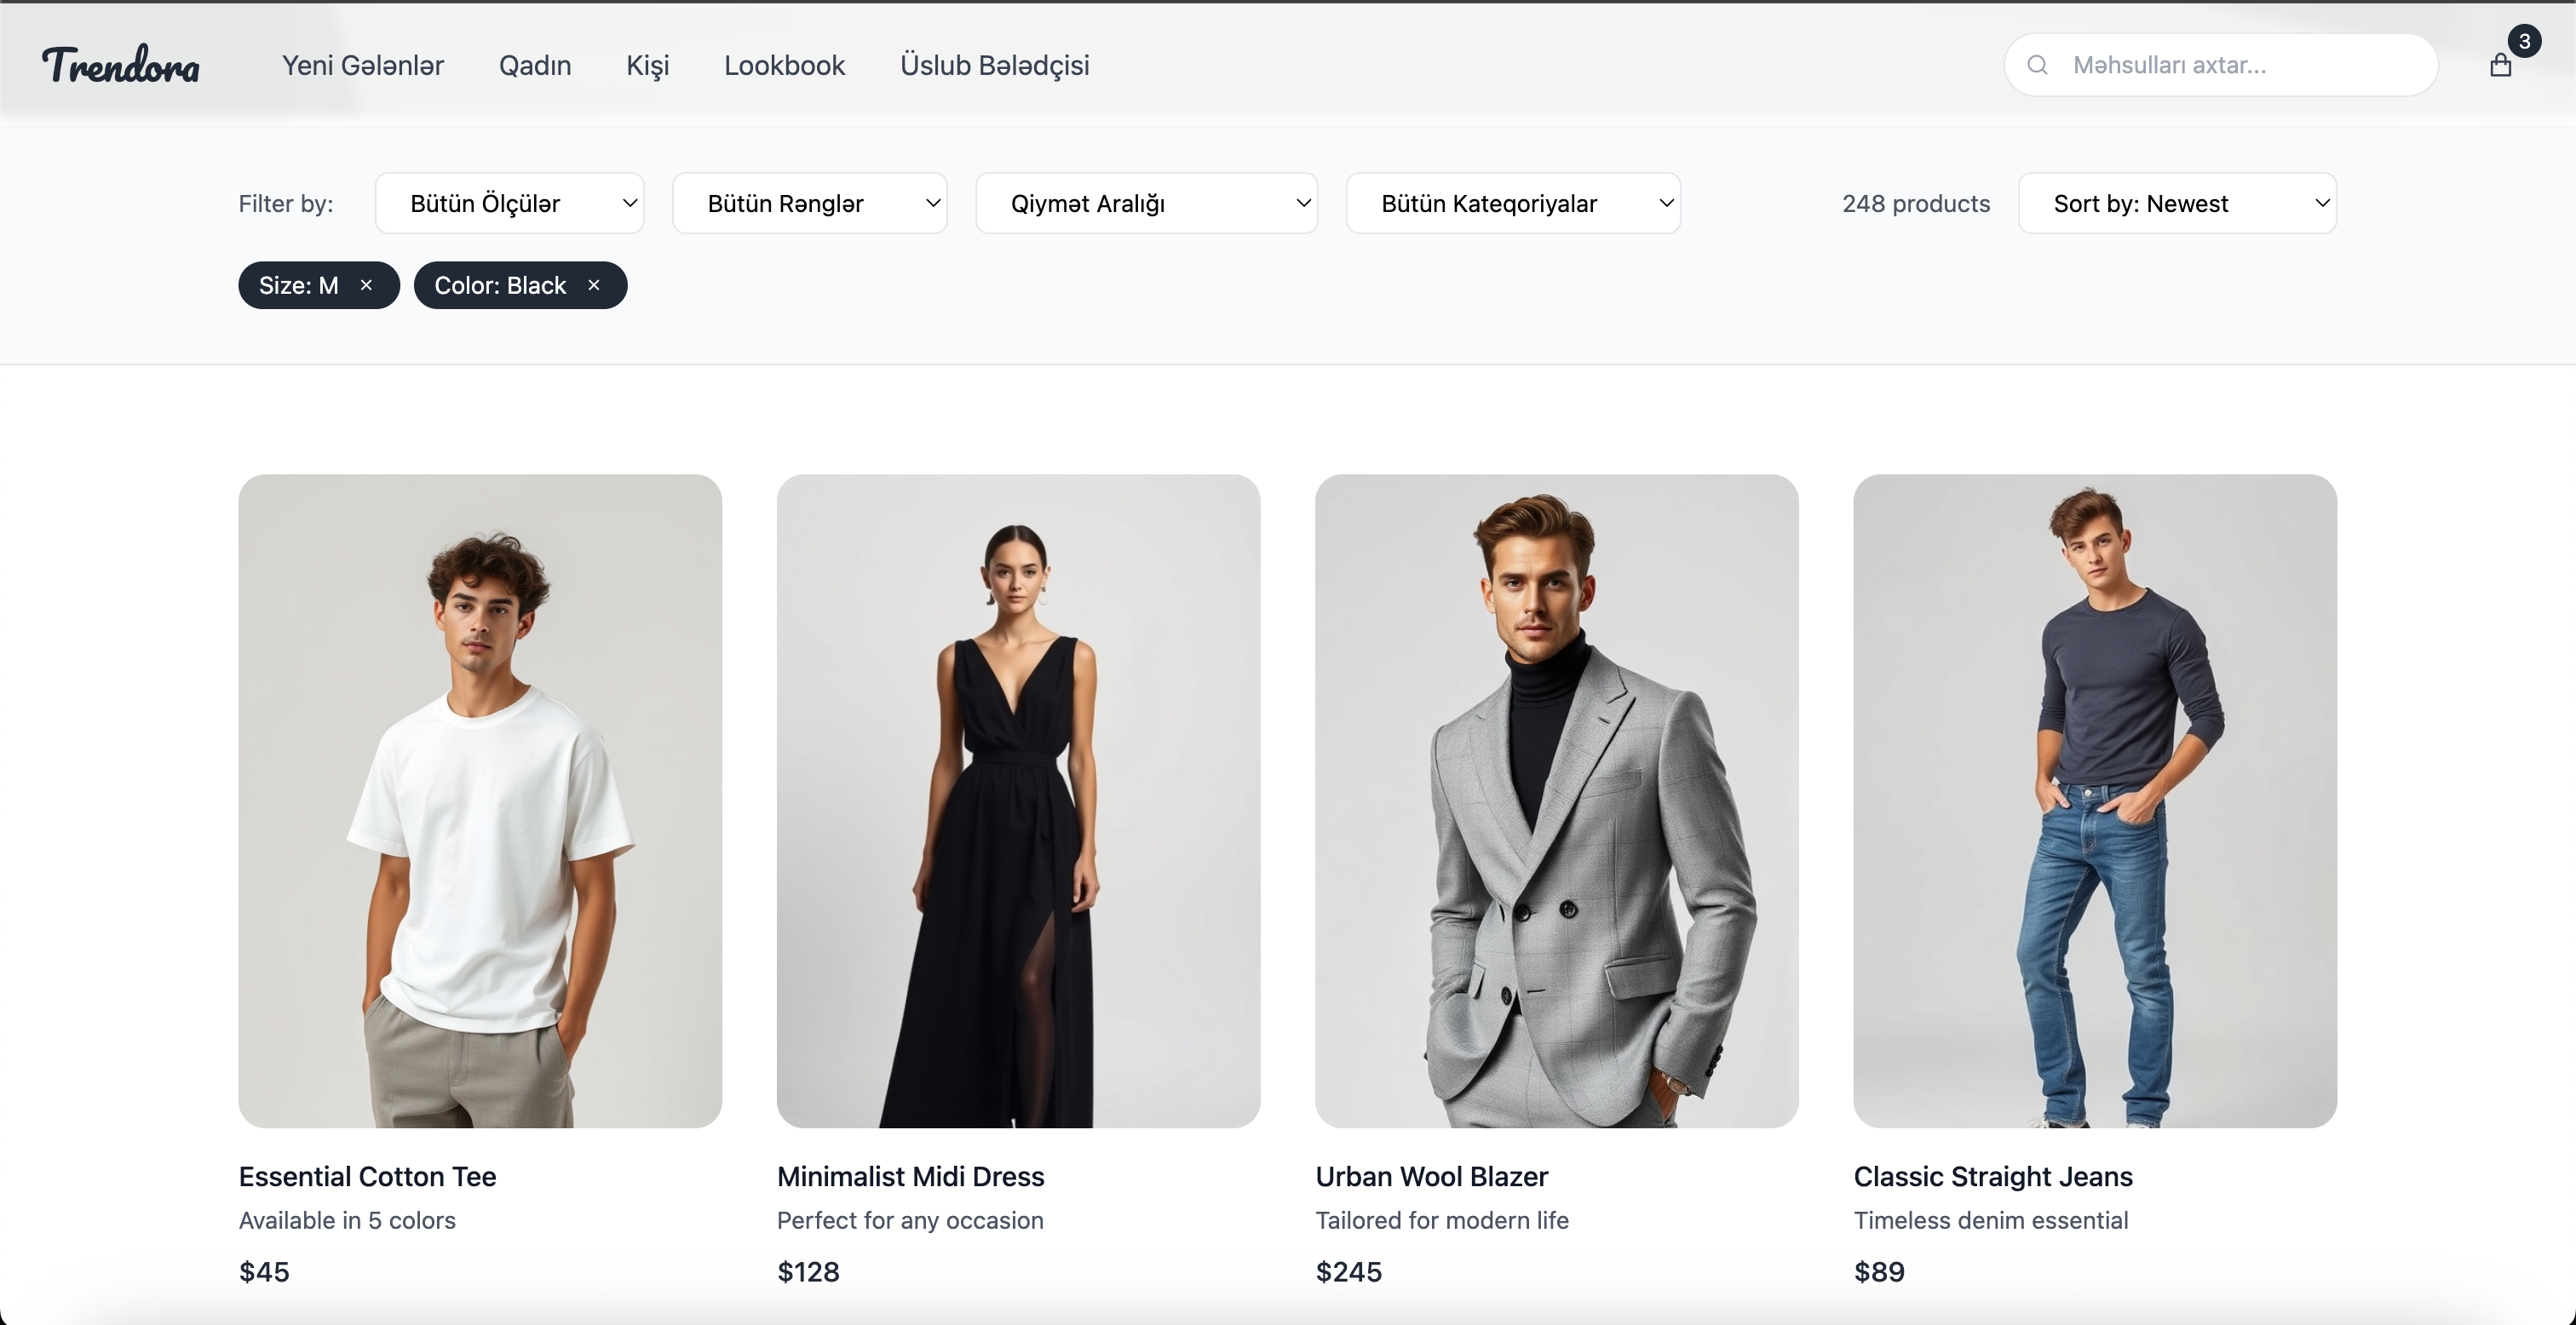 Trendora
Yeni Gələnlər
Qadın
Kişi
Lookbook
Üslub Bələdçisi
Məhsulları axtar...
3
Filter by:
Bütün Ölçülər
Bütün Rənglər
Qiymət Aralığı
Bütün Kateqoriyalar
248 products
Sort by: Newest
Size: M ×
Color: Black ×
Essential Cotton Tee
Available in 5 colors
$45
Minimalist Midi Dress
Perfect for any occasion
$128
Urban Wool Blazer
Tailored for modern life
$245
Classic Straight Jeans
Timeless denim essential
$89